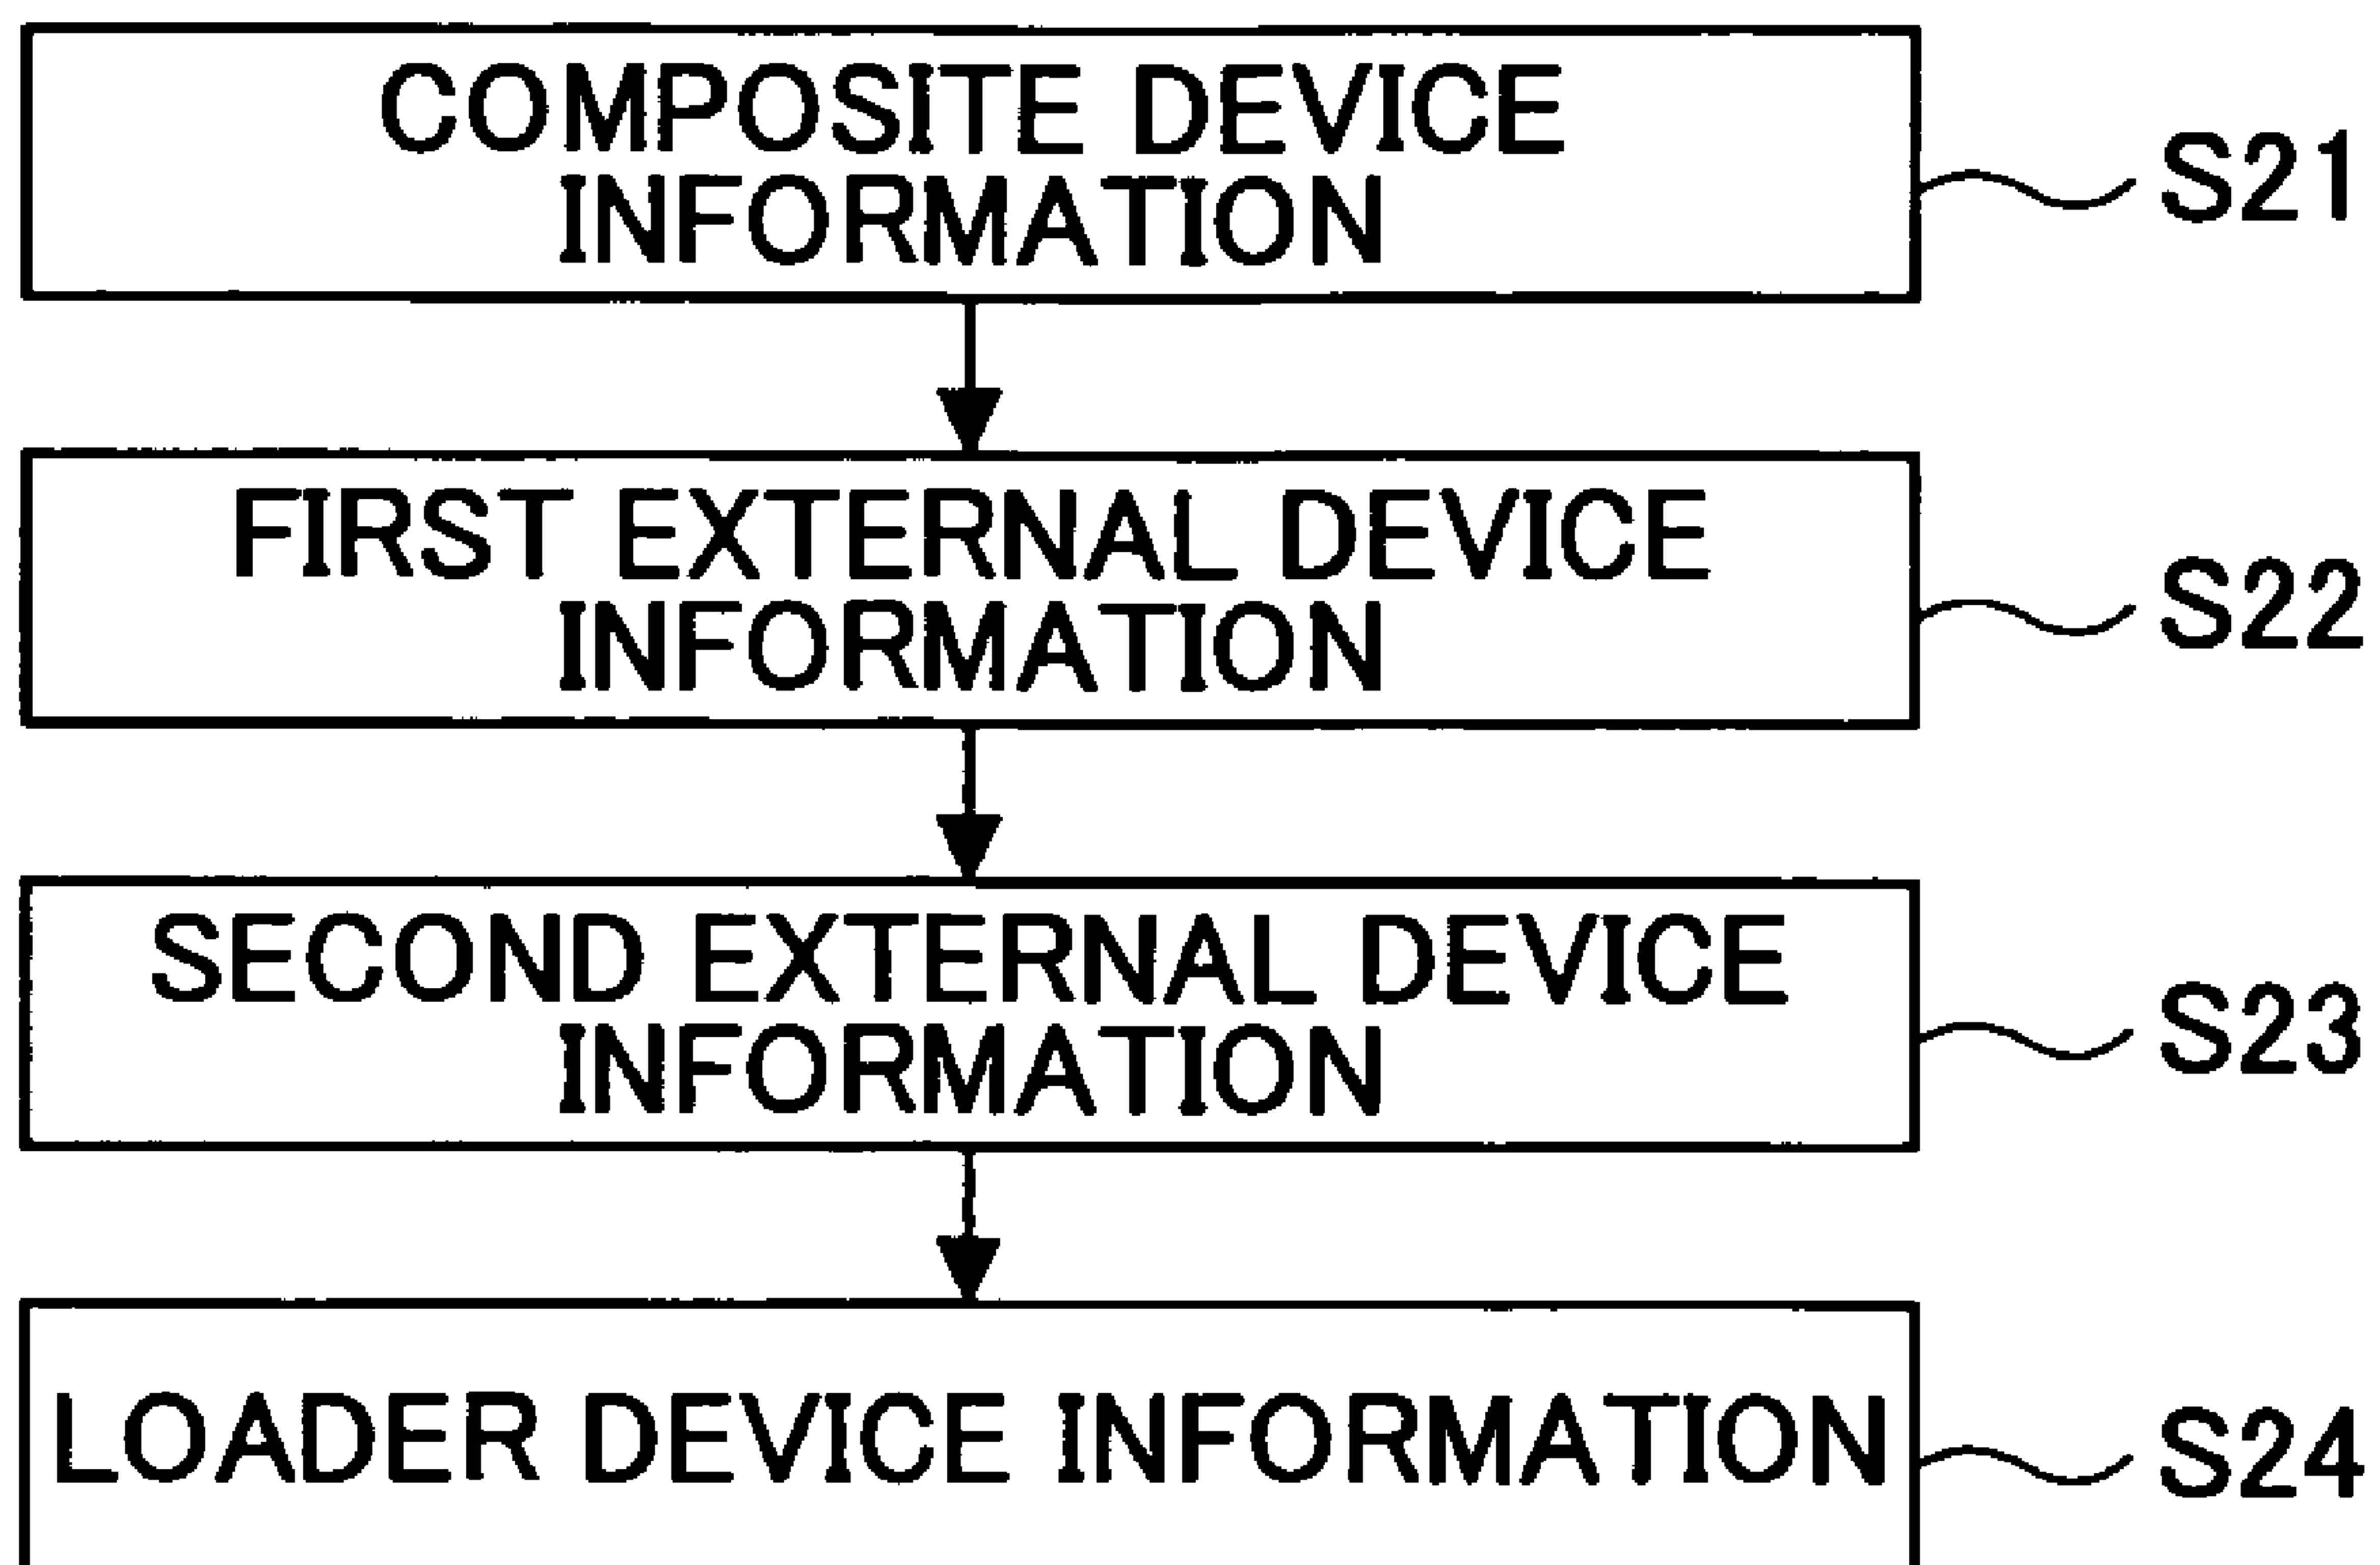 COMPOSITE DEVICE
INFORMATION
S21
FIRST EXTERNAL DEVICE
INFORMATION
S22
SECOND EXTERNAL DEVICE
INFORMATION
S23
LOADER DEVICE INFORMATION
S24